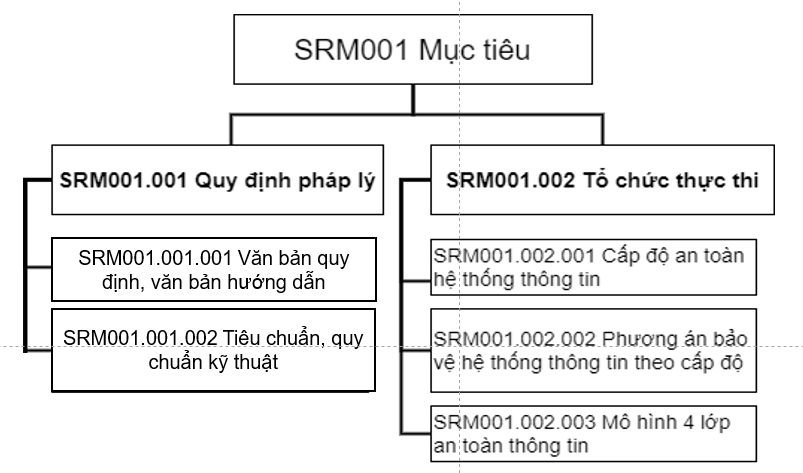 SRM001 Mục tiêu
SRM001.001 Quy định pháp lý
SRM001.001.001 Văn bản quy
định, văn bản hướng dẫn
SRM001.001.002 Tiêu chuẩn, quy
chuẩn kỹ thuật
SRM001.002 Tổ chức thực thi
SRM001.002.001 Cấp độ an toàn
hệ thống thông tin
SRM001.002.002 Phương án bảo
vệ hệ thống thông tin theo cấp độ
SRM001.002.003 Mô hình 4 lớp
an toàn thông tin